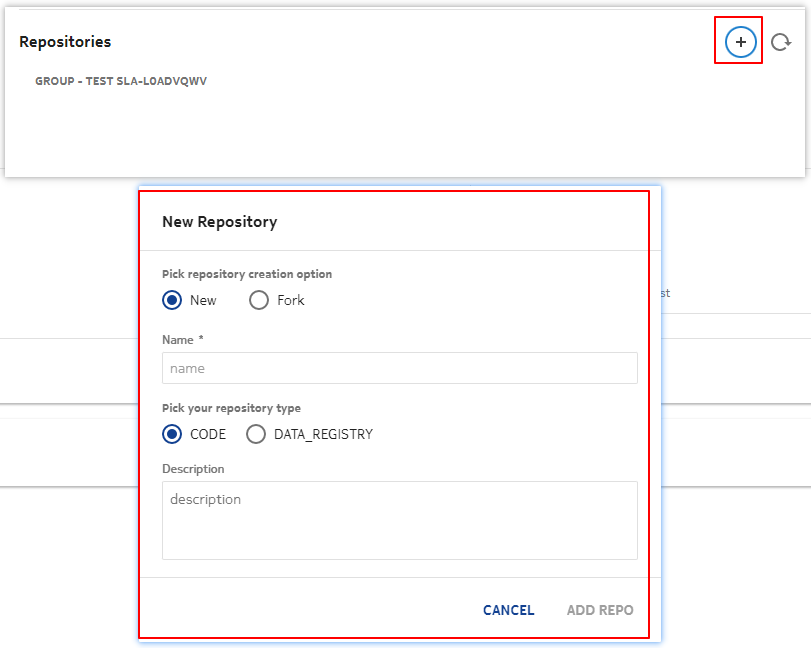 Repositories
GROUP - TEST SLA-L0ADVQWV
New Repository
Pick repository creation option
New Fork
Name *
name
Pick your repository type
CODE DATA_REGISTRY
Description
description
CANCEL ADD REPO